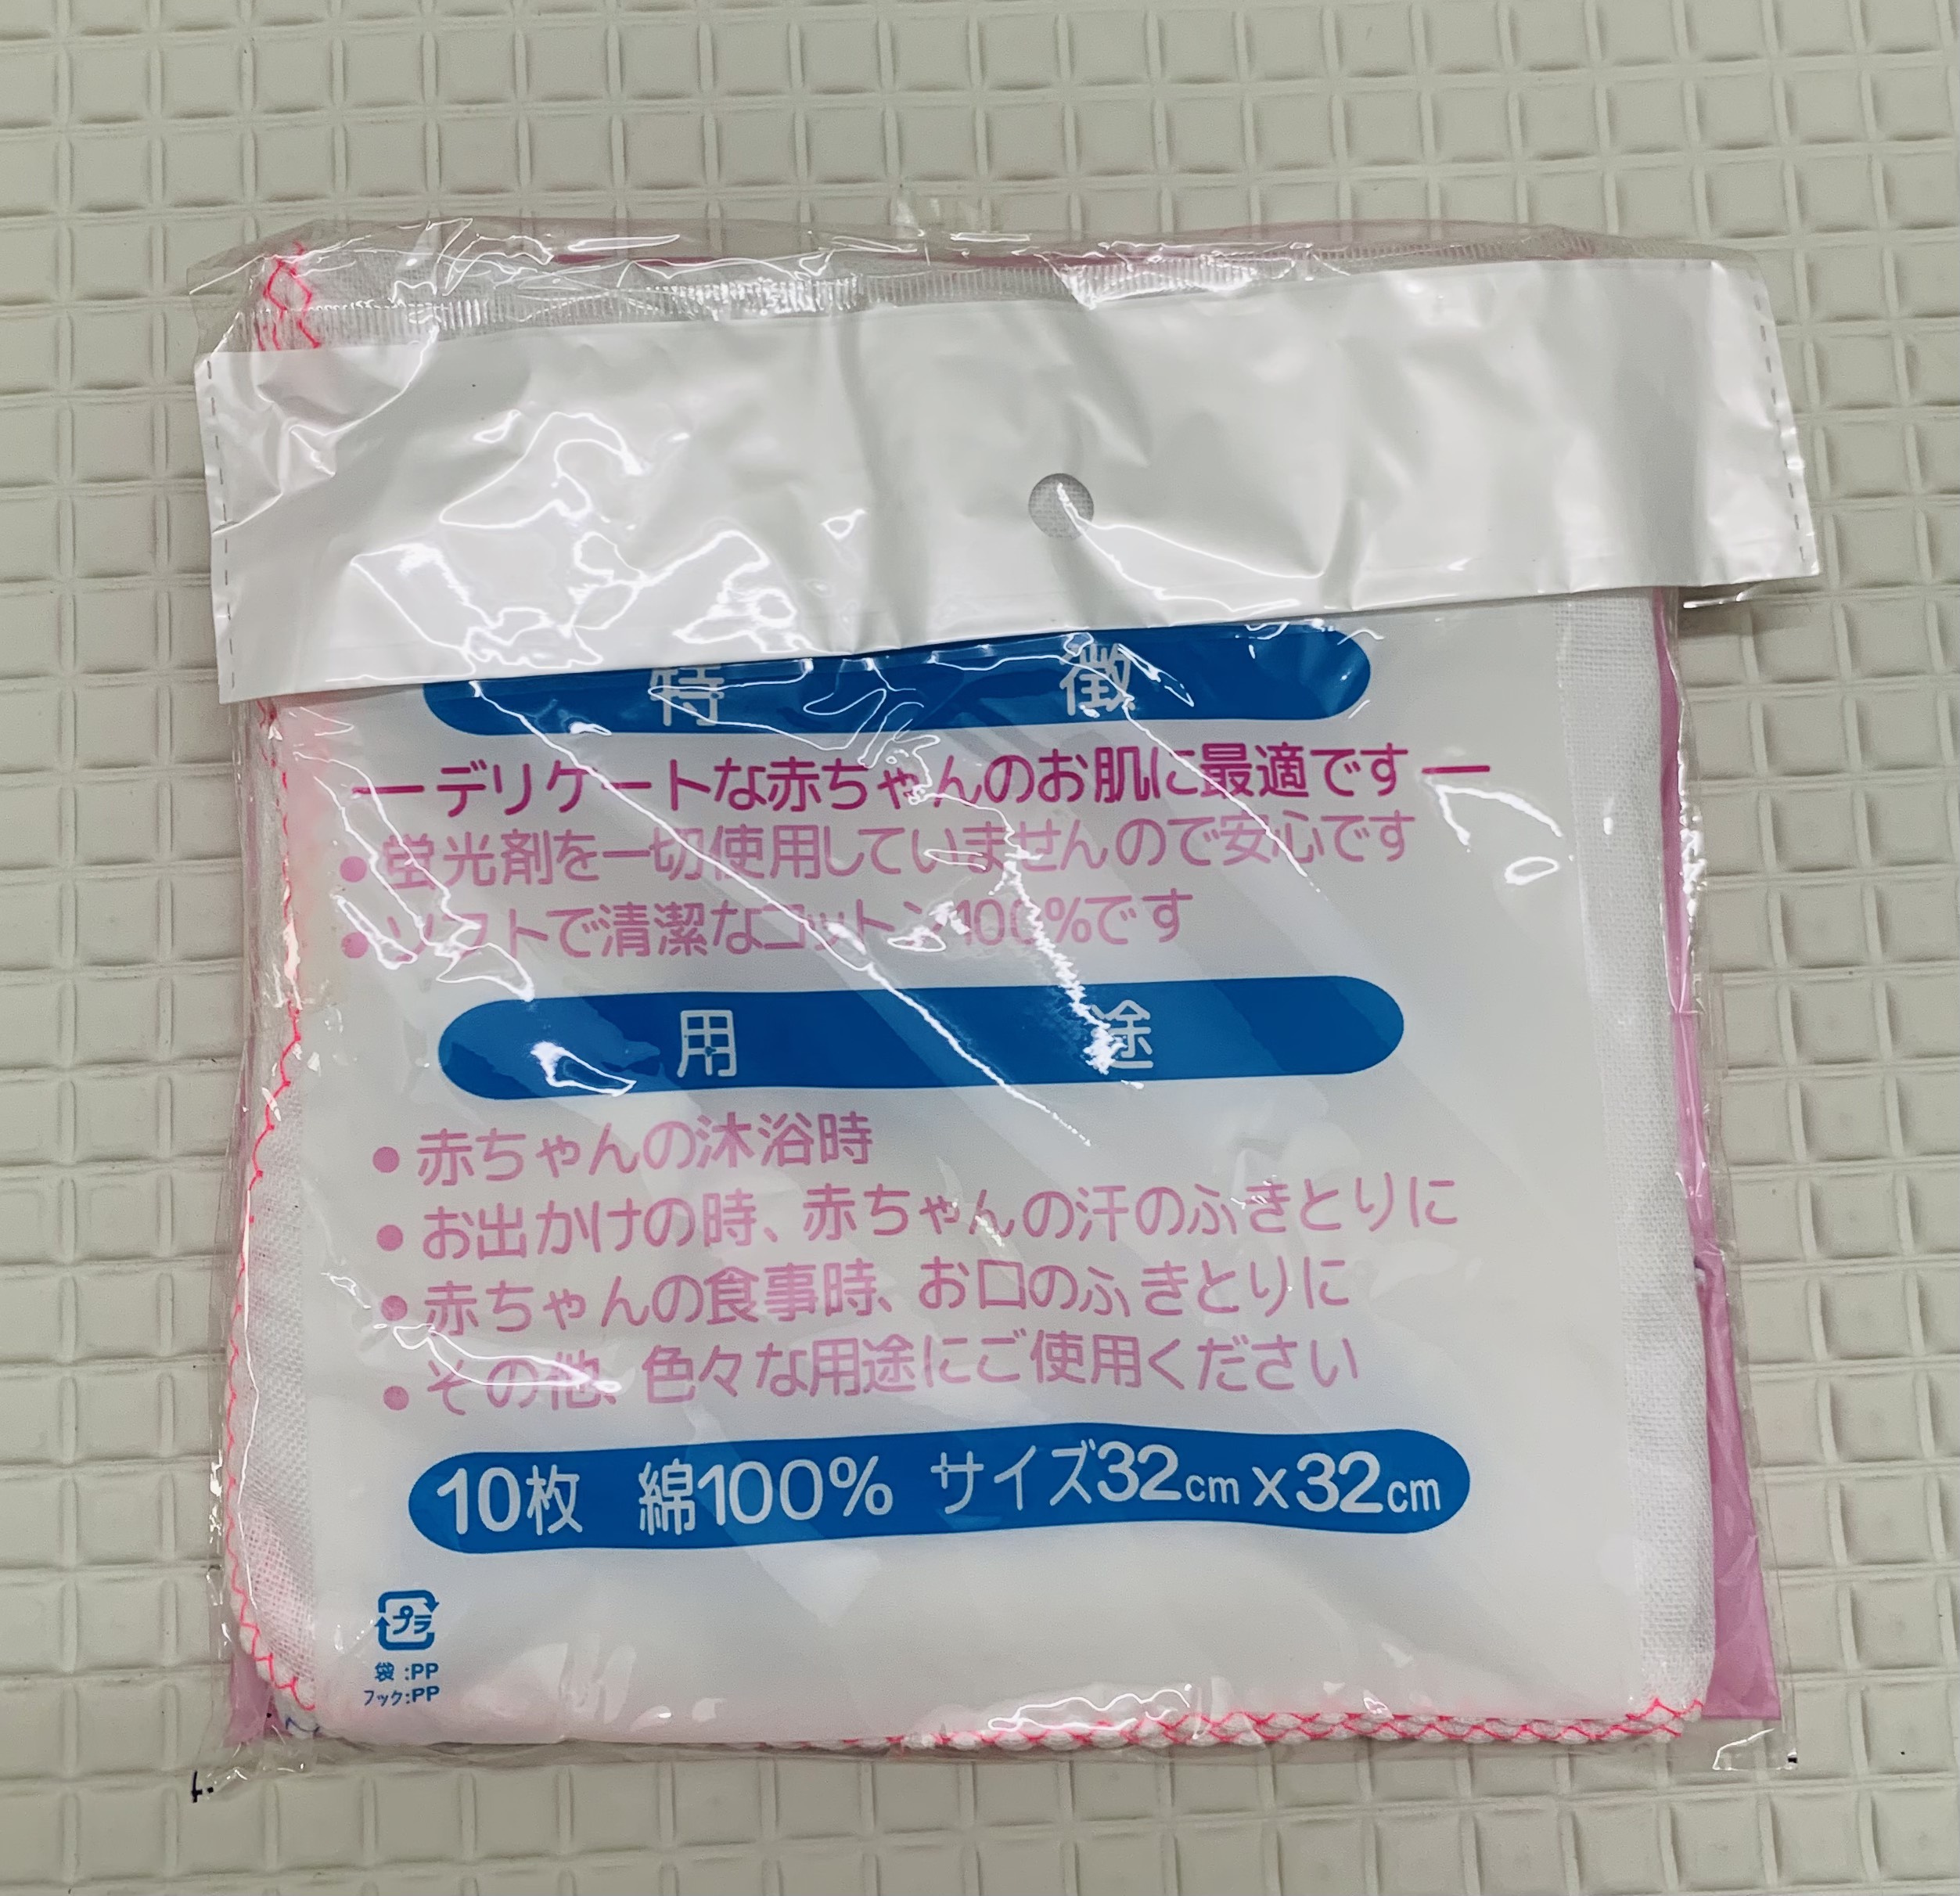 特 徴
ーデリケートな赤ちゃんのお肌に最適ですー
●蛍光剤を一切使用していませんので安心です
●ソフトで清潔なコットン100%です
用 途
●赤ちゃんの沐浴時
●お出かけの時、赤ちゃんの汗のふきとりに
●赤ちゃんの食事時、お口のふきとりに
●その他、色々な用途にご使用ください
10枚 綿100% サイズ32cm x 32cm
プラ
袋:PP
フック:PP